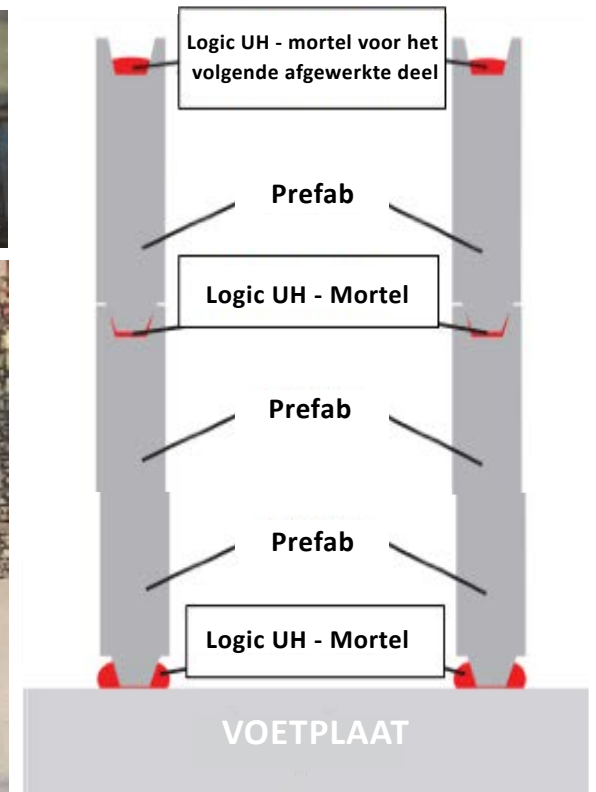 Logic UH - mortel voor het
volgende afgewerkte deel
Prefab
Logic UH - Mortel
Prefab
Prefab
Logic UH - Mortel
VOETPLAAT